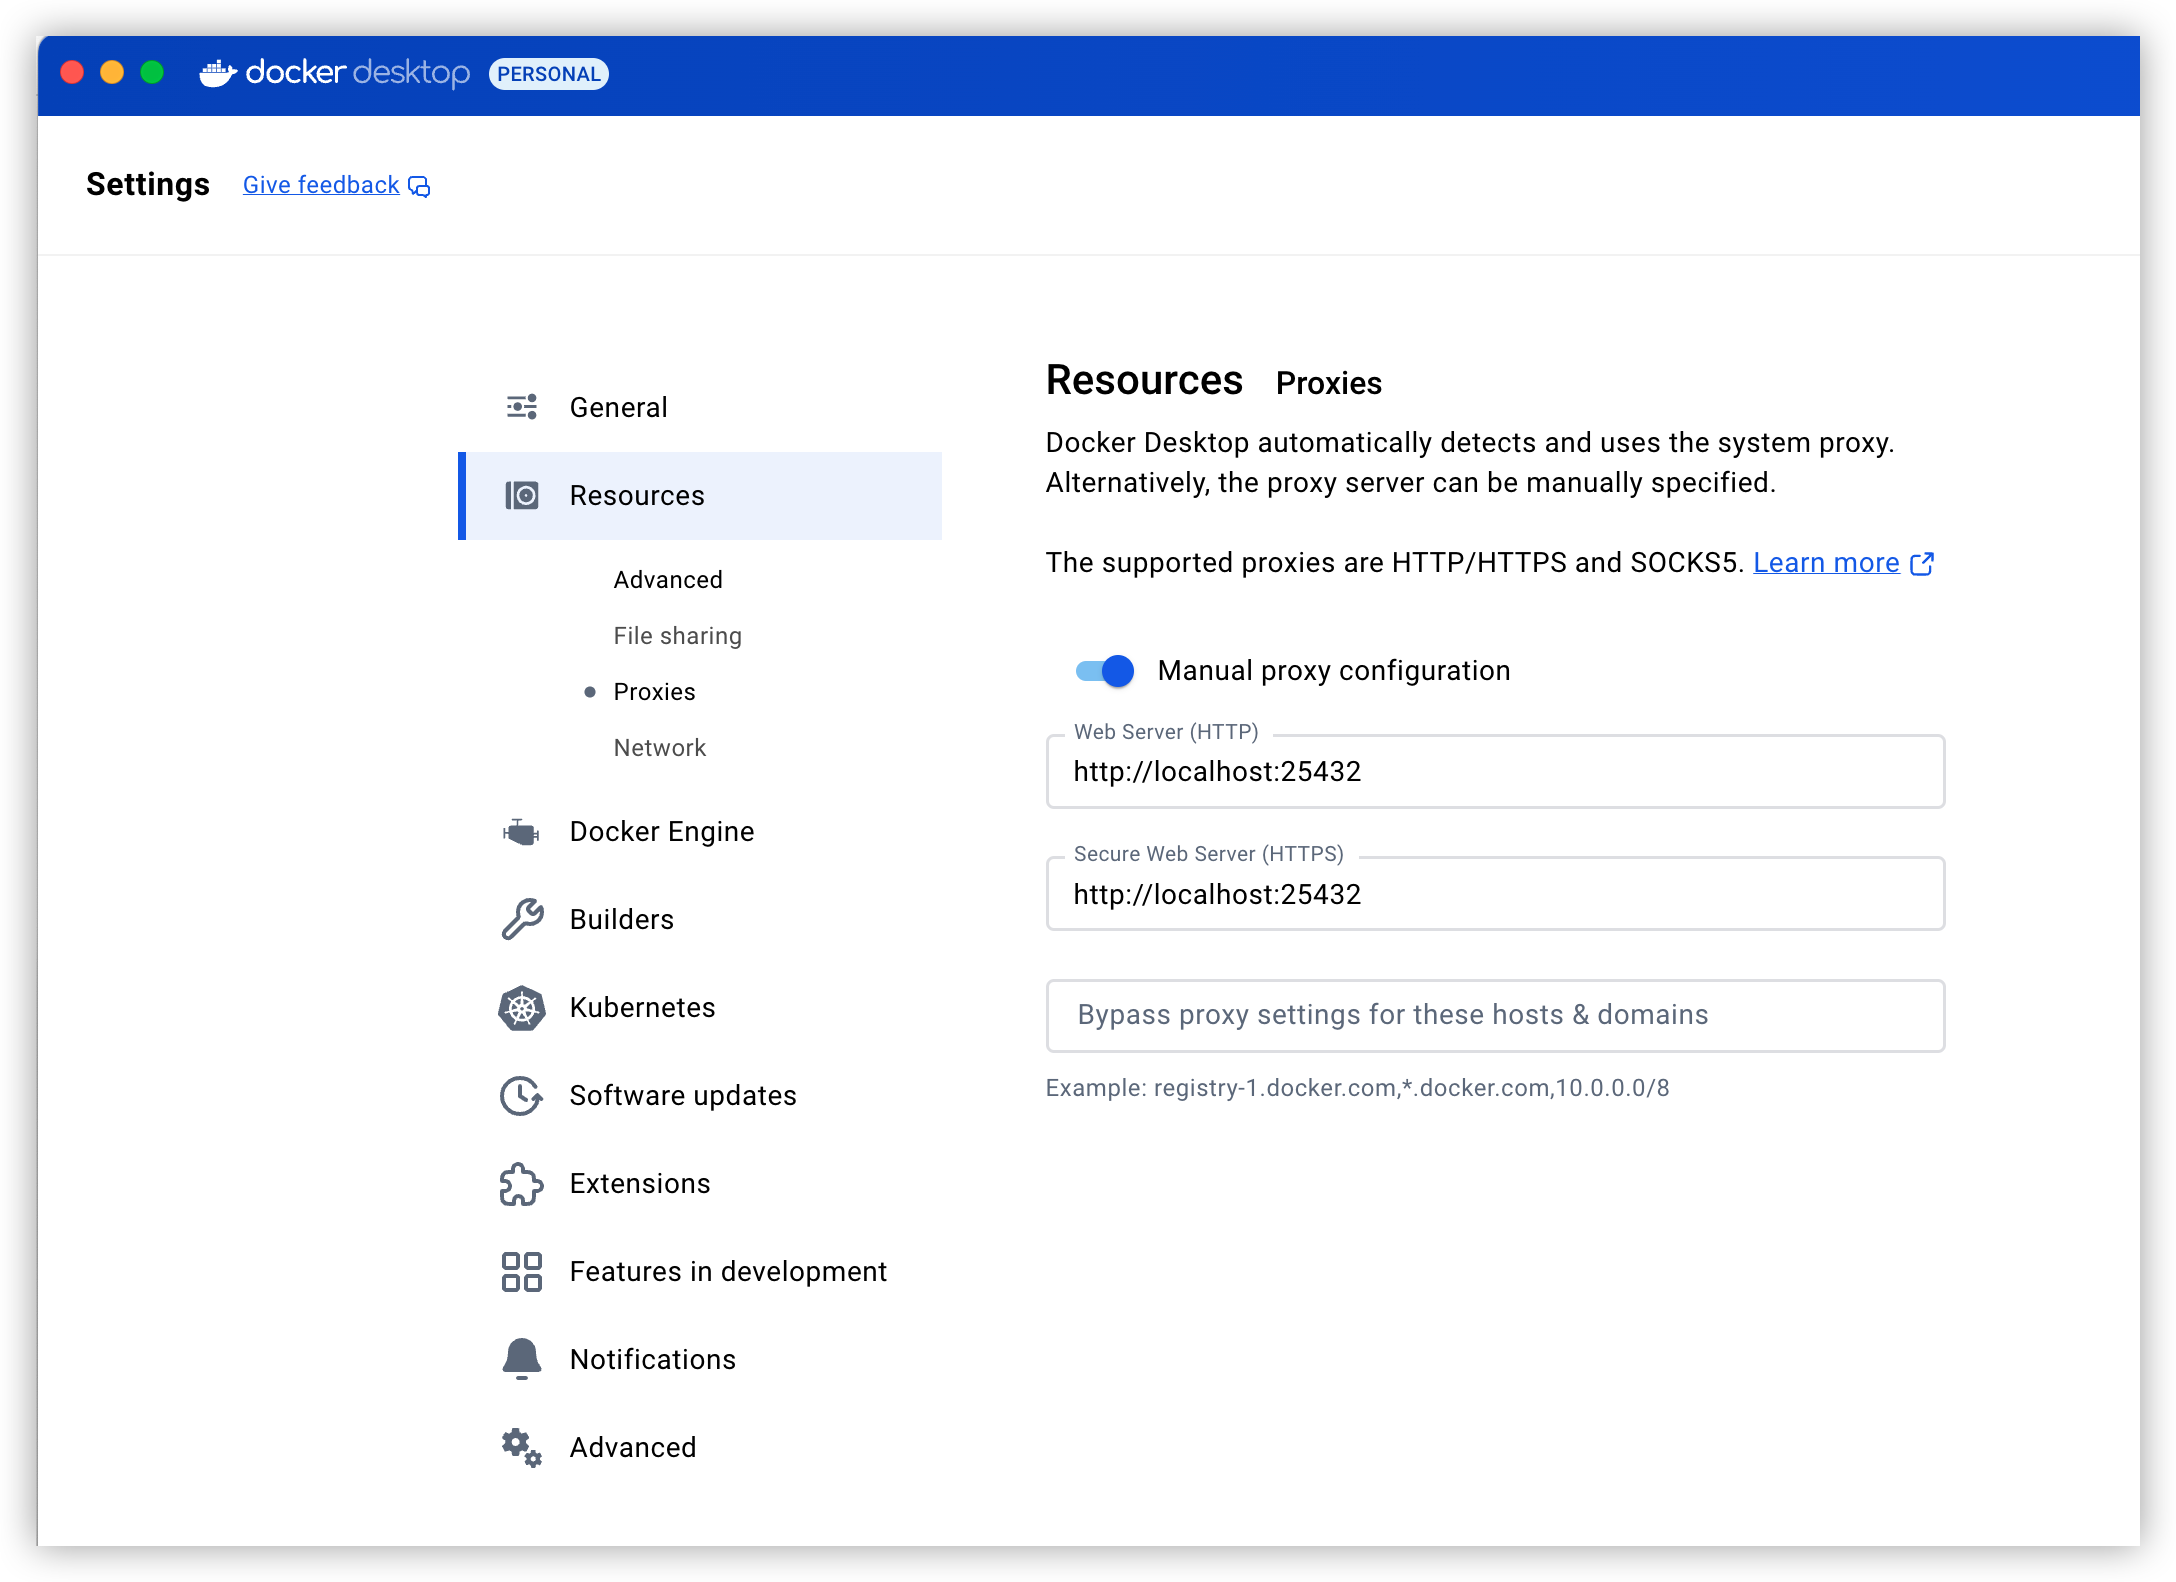 docker desktop PERSONAL
Settings Give feedback
General
Resources
Advanced
File sharing
Proxies
Network
Docker Engine
Builders
Kubernetes
Software updates
Extensions
Features in development
Notifications
Advanced
Resources Proxies
Docker Desktop automatically detects and uses the system proxy.
Alternatively, the proxy server can be manually specified.
The supported proxies are HTTP/HTTPS and SOCKS5. Learn more
Manual proxy configuration
Web Server (HTTP)
http://localhost:25432
Secure Web Server (HTTPS)
http://localhost:25432
Bypass proxy settings for these hosts & domains
Example: registry-1.docker.com,*.docker.com,10.0.0.0/8